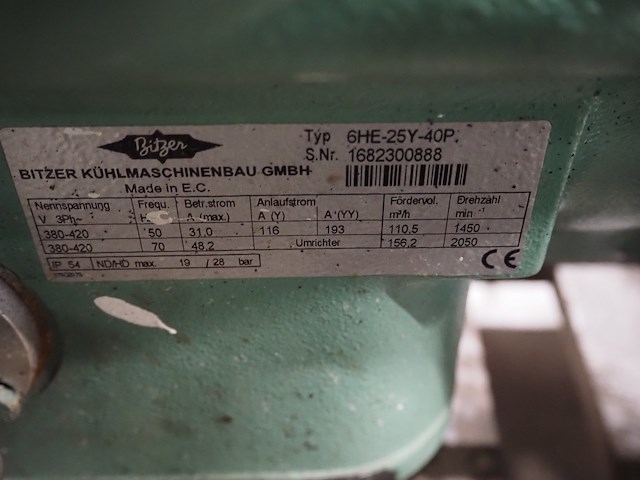 Bitzer
Typ 6HE-25Y-40P
S.Nr. 1682300888
BITZER KÜHLMASCHINENBAU GMBH
Made in E.C.
Nennspannung Frequ. Betr.strom Anlaufstrom Fördervol. Drehzahl
V 3Ph~ A (max.) A (Y) A (YY) m³/h min
380-420 50 31,0 116 193 110,5 1450
380-420 70 48,2 Umrichter 156,2 2050
IP 54 ND/HD max. 19 / 28 bar
CE